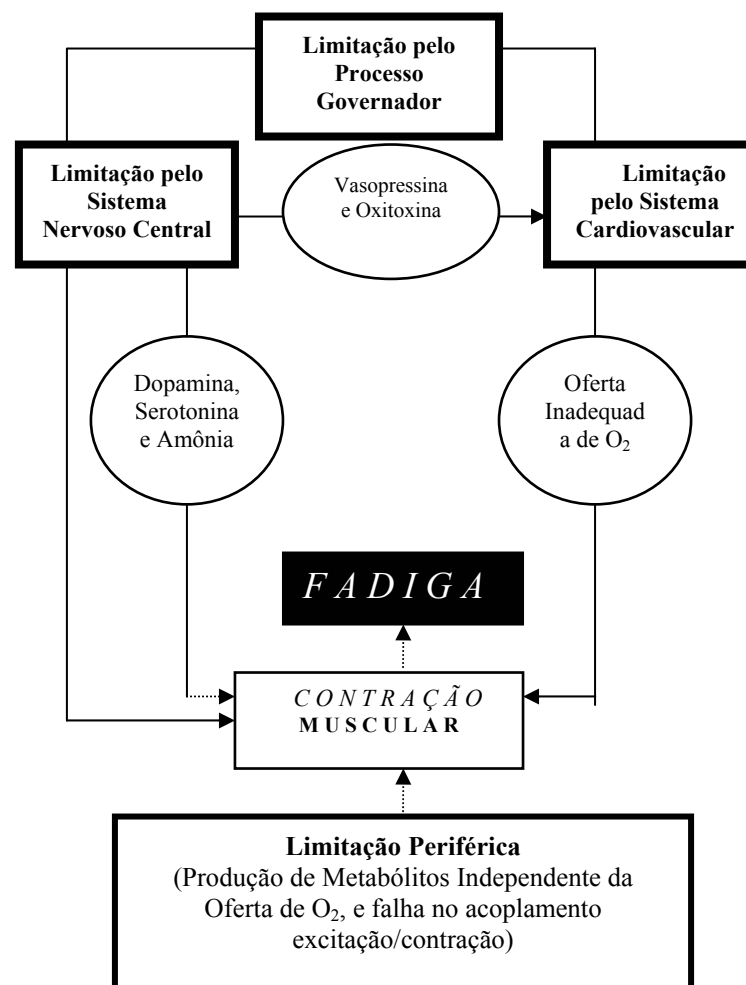 Limitação pelo
Processo
Governador
Limitação pelo
Sistema
Nervoso Central
Vasopressina
e Oxitoxina
Limitação
pelo Sistema
Cardiovascular
Dopamina,
Serotonina
e Amônia
Oferta
Inadequad
a de O₂
FADIGA
CONTRAÇÃO
MUSCULAR
Limitação Periférica
(Produção de Metabólitos Independente da
Oferta de O₂, e falha no acoplamento
excitação/contração)